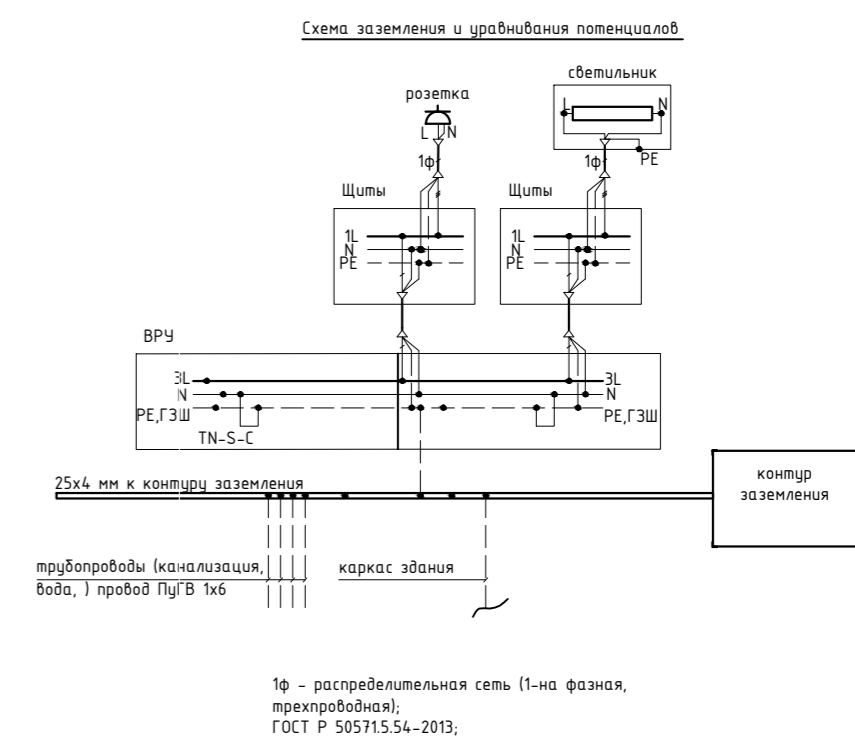 Схема заземления и уравнивания потенциалов
светильник
розетка
L N
L N
1ф
1ф PE
Щиты
Щиты
1L
N
PE
1L
N
PE
ВРУ
3L
N
PE,ГЗШ
3L
N
PE,ГЗШ
TN-S-C
25x4 мм к контуру заземления
контур
заземления
трубопроводы (канализация,
вода, ) провод ПуГВ 1x6
каркас здания
1ф - распределительная сеть (1-на фазная,
трехпроводная);
ГОСТ Р 50571.5.54-2013;